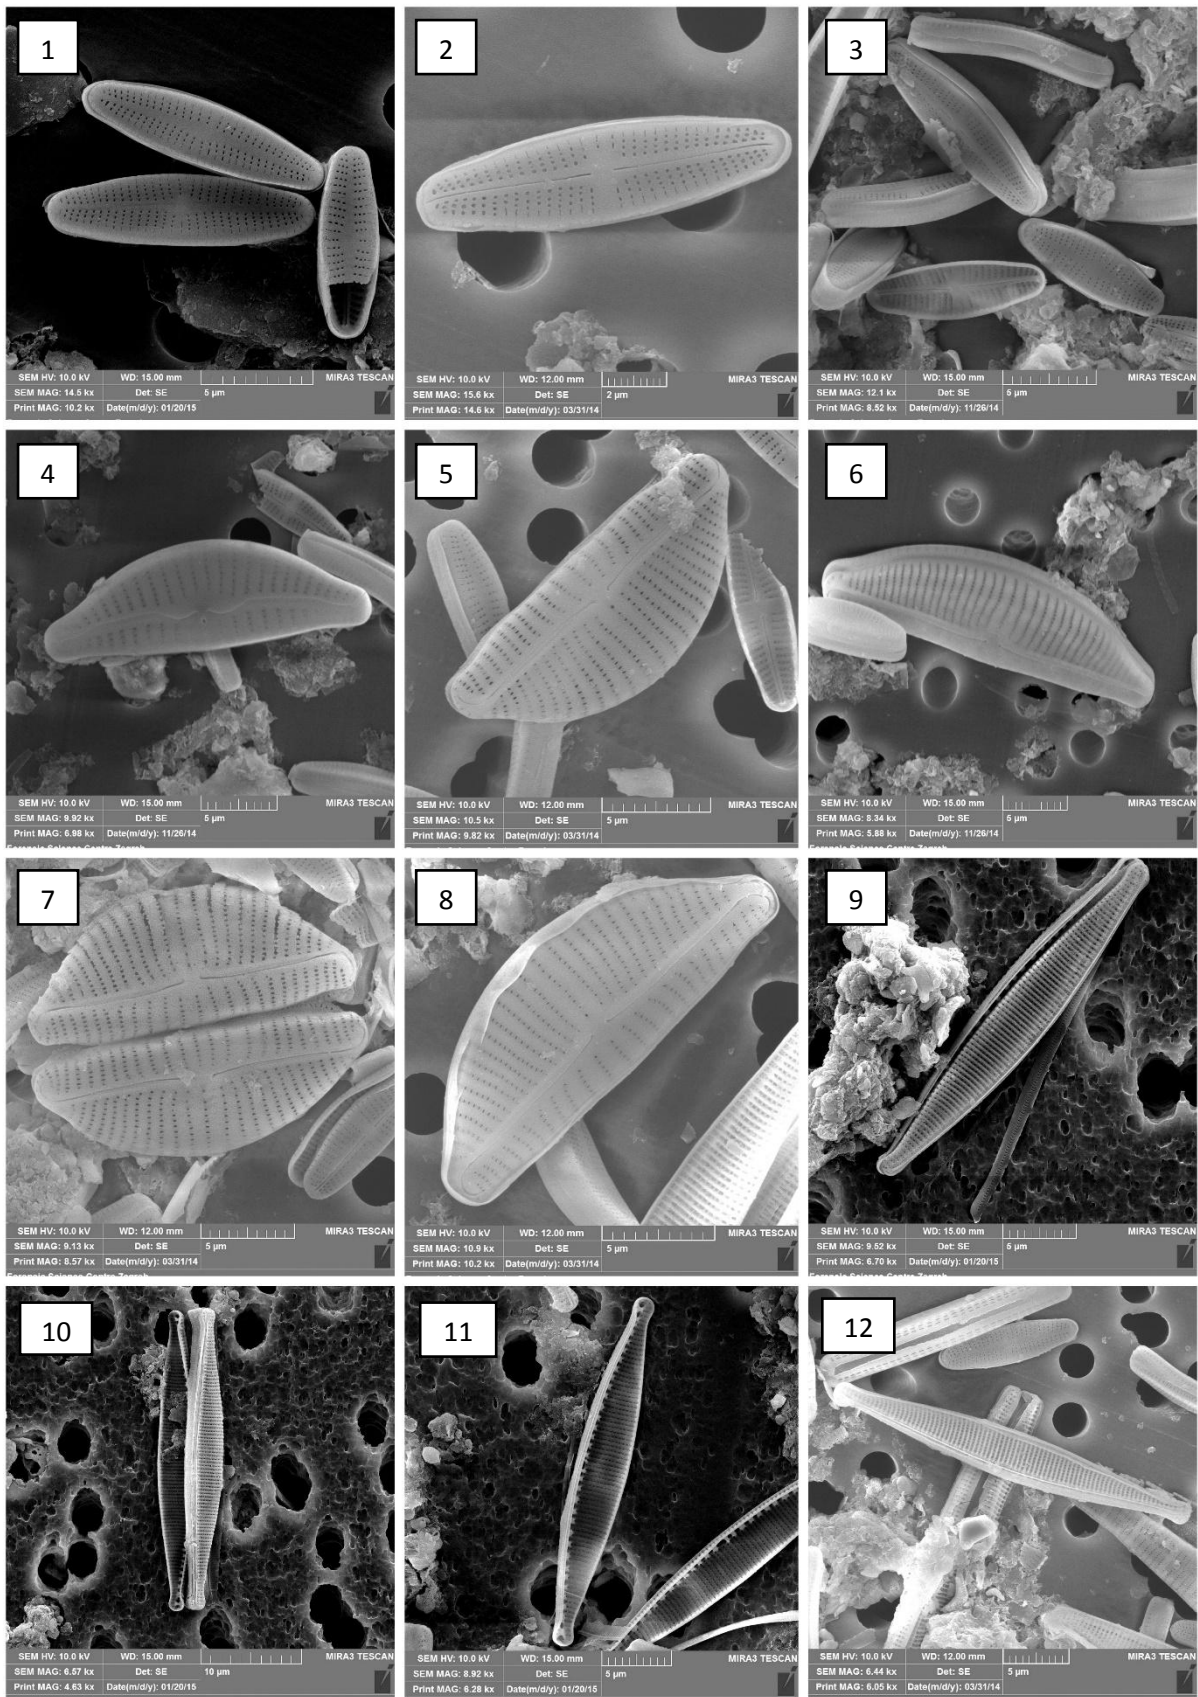 1
SEM HV: 10.0 kV WD: 15.00 mm MIRA3 TESCAN
SEM MAG: 14.5 kx Det: SE 5 µm
Print MAG: 10.2 kx Date(m/d/y): 01/20/15
2
SEM HV: 10.0 kV WD: 12.00 mm MIRA3 TESCAN
SEM MAG: 15.6 kx Det: SE 2 µm
Print MAG: 14.6 kx Date(m/d/y): 03/31/14
3
SEM HV: 10.0 kV WD: 15.00 mm MIRA3 TESCAN
SEM MAG: 12.1 kx Det: SE 5 µm
Print MAG: 8.52 kx Date(m/d/y): 11/26/14
4
SEM HV: 10.0 kV WD: 15.00 mm MIRA3 TESCAN
SEM MAG: 9.92 kx Det: SE 5 µm
Print MAG: 6.98 kx Date(m/d/y): 11/26/14
5
SEM HV: 10.0 kV WD: 12.00 mm MIRA3 TESCAN
SEM MAG: 10.5 kx Det: SE 5 µm
Print MAG: 9.82 kx Date(m/d/y): 03/31/14
6
SEM HV: 10.0 kV WD: 15.00 mm MIRA3 TESCAN
SEM MAG: 8.34 kx Det: SE 5 µm
Print MAG: 5.88 kx Date(m/d/y): 11/26/14
7
SEM HV: 10.0 kV WD: 12.00 mm MIRA3 TESCAN
SEM MAG: 9.13 kx Det: SE 5 µm
Print MAG: 8.57 kx Date(m/d/y): 03/31/14
8
SEM HV: 10.0 kV WD: 12.00 mm MIRA3 TESCAN
SEM MAG: 10.9 kx Det: SE 5 µm
Print MAG: 10.2 kx Date(m/d/y): 03/31/14
9
SEM HV: 10.0 kV WD: 15.00 mm MIRA3 TESCAN
SEM MAG: 9.52 kx Det: SE 5 µm
Print MAG: 6.70 kx Date(m/d/y): 01/20/15
10
SEM HV: 10.0 kV WD: 15.00 mm MIRA3 TESCAN
SEM MAG: 6.57 kx Det: SE 10 µm
Print MAG: 4.63 kx Date(m/d/y): 01/20/15
11
SEM HV: 10.0 kV WD: 15.00 mm MIRA3 TESCAN
SEM MAG: 8.92 kx Det: SE 5 µm
Print MAG: 6.28 kx Date(m/d/y): 01/20/15
12
SEM HV: 10.0 kV WD: 12.00 mm MIRA3 TESCAN
SEM MAG: 6.44 kx Det: SE 5 µm
Print MAG: 6.05 kx Date(m/d/y): 03/31/14